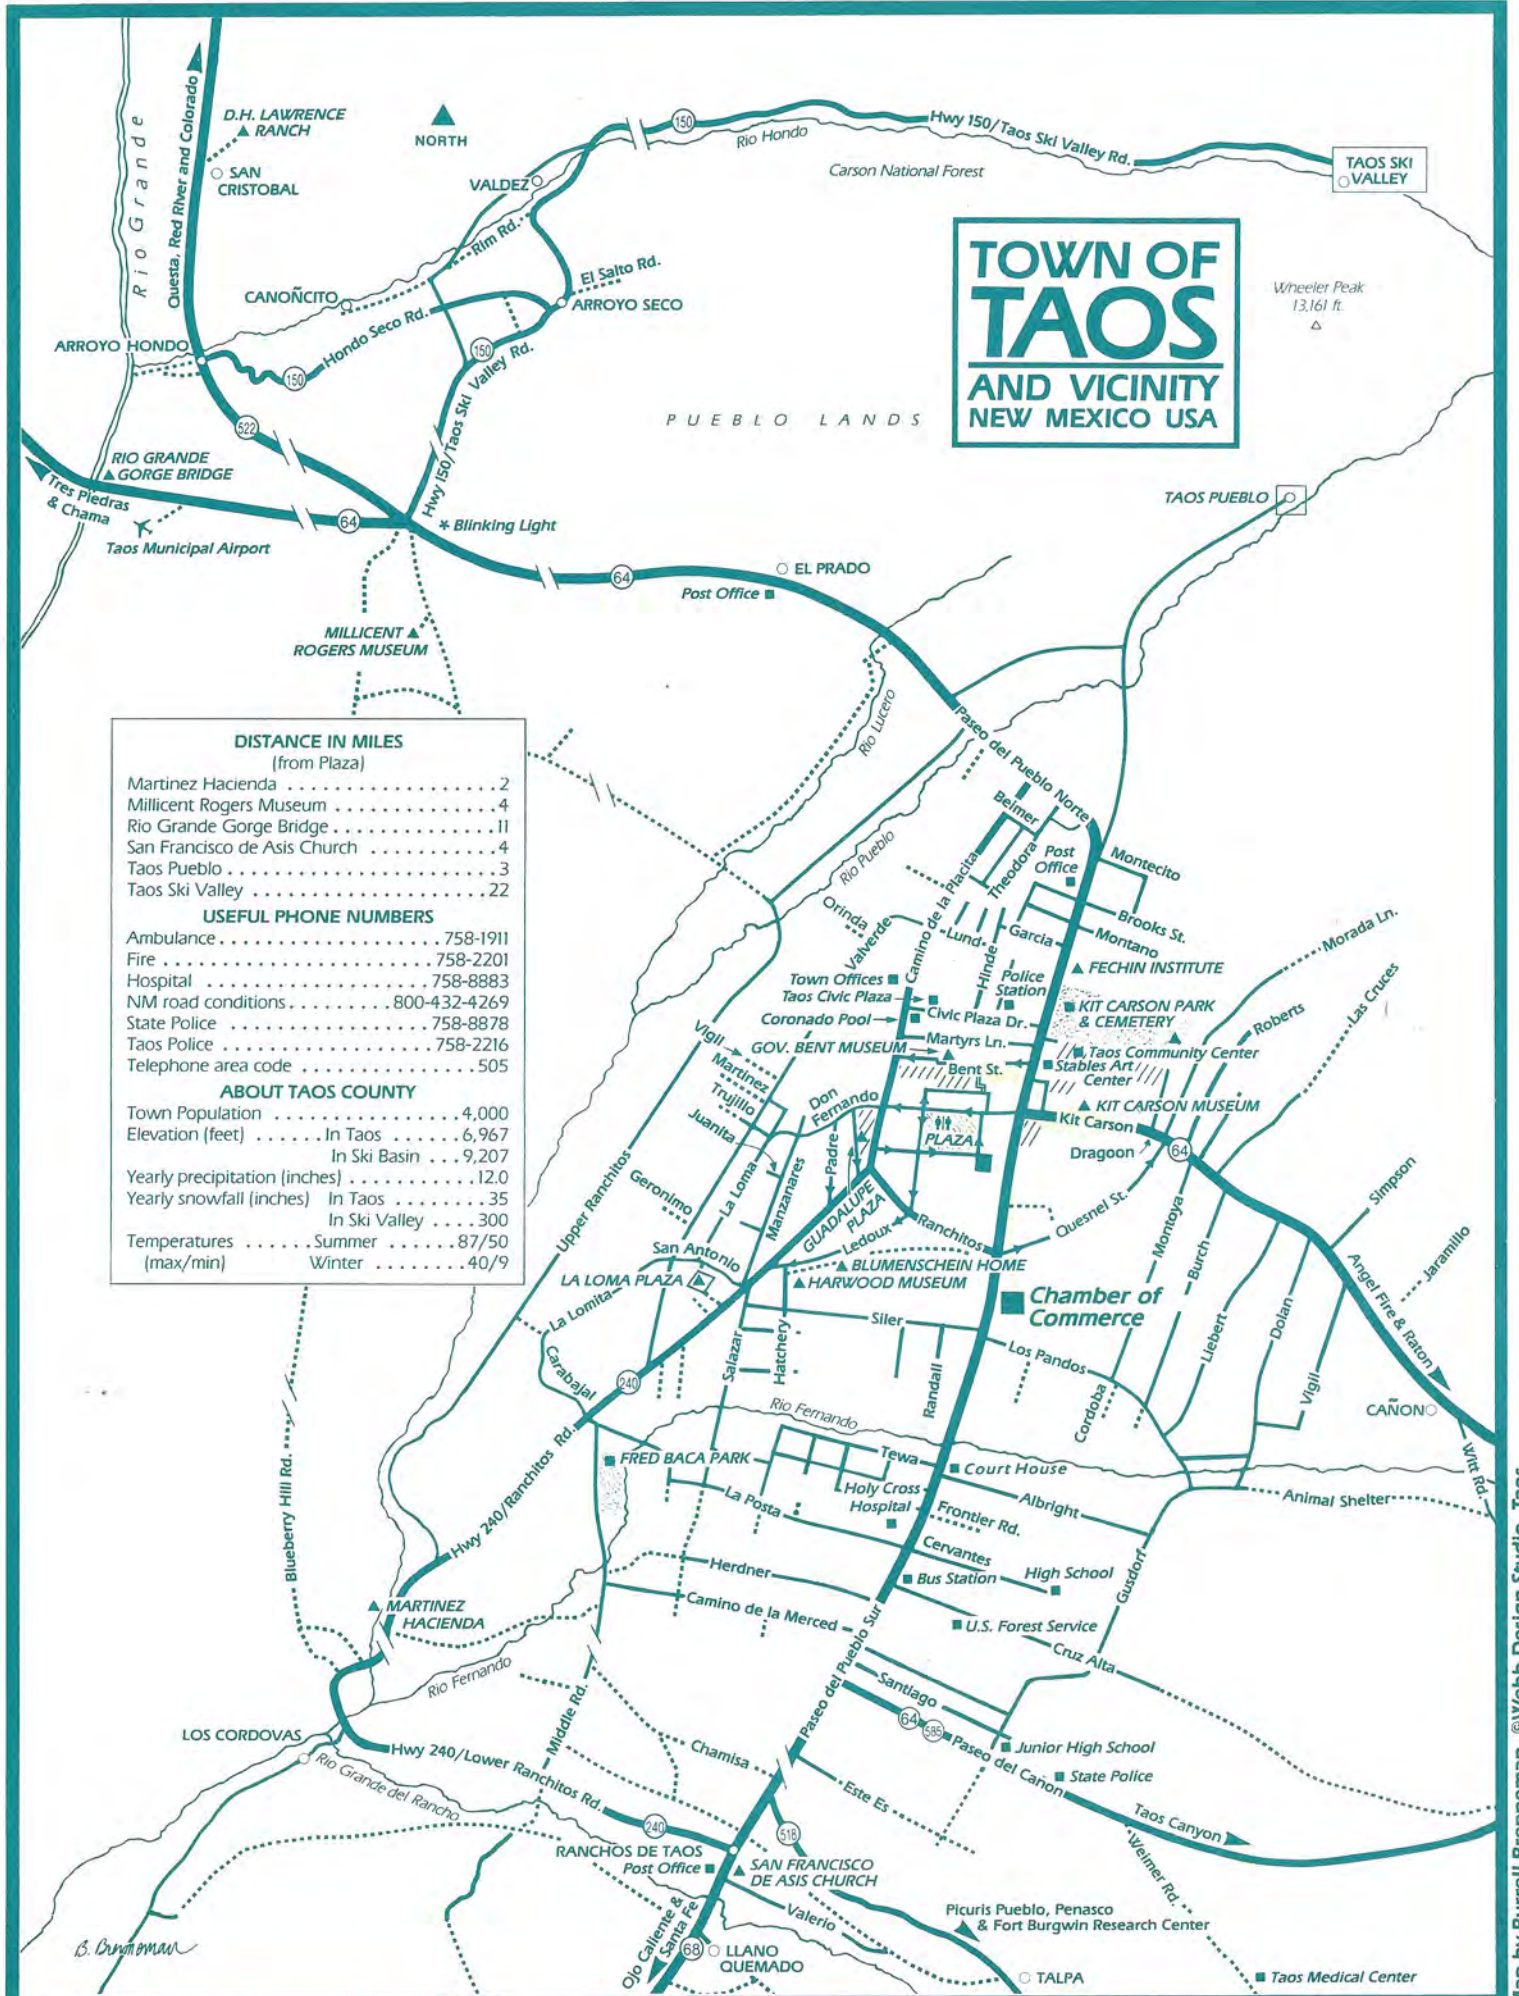 Rio Grande
Questa, Red River and Colorado
D.H. LAWRENCE
RANCH
SAN
CRISTOBAL
NORTH
VALDEZ
150
Rio Hondo
Hwy 150/Taos Ski Valley Rd.
Carson National Forest
TAOS SKI
VALLEY
Rim Rd.
El Salto Rd.
CANOÑCITO
ARROYO SECO
ARROYO HONDO
150
Hondo Seco Rd.
150
Hwy 150/Taos Ski Valley Rd.
TOWN OF
TAOS
AND VICINITY
NEW MEXICO USA
Wheeler Peak
13,161 ft.
PUEBLO LANDS
522
RIO GRANDE
GORGE BRIDGE
Tres Piedras
& Chama
Taos Municipal Airport
64
* Blinking Light
TAOS PUEBLO
64
EL PRADO
Post Office
MILLICENT
ROGERS MUSEUM
Rio Lucero
Paseo del Pueblo Norte
DISTANCE IN MILES
(from Plaza)
Martinez Hacienda . . . . . . . . . . . . . . . . . . 2
Millicent Rogers Museum . . . . . . . . . . . . . 4
Rio Grande Gorge Bridge . . . . . . . . . . . . . . 11
San Francisco de Asis Church . . . . . . . . . . 4
Taos Pueblo . . . . . . . . . . . . . . . . . . . . . . 3
Taos Ski Valley . . . . . . . . . . . . . . . . . . . 22
USEFUL PHONE NUMBERS
Ambulance . . . . . . . . . . . . . . . . . . 758-1911
Fire . . . . . . . . . . . . . . . . . . . . . . . 758-2201
Hospital . . . . . . . . . . . . . . . . . . 758-8883
NM road conditions . . . . . . . . 800-432-4269
State Police . . . . . . . . . . . . . . . . 758-8878
Taos Police . . . . . . . . . . . . . . . . . 758-2216
Telephone area code . . . . . . . . . . . . . . 505
ABOUT TAOS COUNTY
Town Population . . . . . . . . . . . . . . . 4,000
Elevation (feet) . . . . . . In Taos . . . . . . 6,967
In Ski Basin . . . 9,207
Yearly precipitation (inches) . . . . . . . . . . . 12.0
Yearly snowfall (inches) In Taos . . . . . . . . 35
In Ski Valley . . . . 300
Temperatures . . . . . . Summer . . . . . . 87/50
(max/min) Winter . . . . . . . . 40/9
Beimer
Rio Pueblo
Theodora
Post
Office
Montecito
Camino de la Placita
Orinda
Valverde
Lund
Hinde
Garcia
Brooks St.
Montano
Morada Ln.
FECHIN INSTITUTE
Las Cruces
Town Offices
Police
Station
Taos Civic Plaza
Coronado Pool
Civic Plaza Dr.
KIT CARSON PARK
& CEMETERY
Roberts
Martyrs Ln.
GOV. BENT MUSEUM
Taos Community Center
Bent St.
Stables Art
Center
KIT CARSON MUSEUM
Vigil
Martinez
Trujillo
Juanita
Don
Fernando
PLAZA
Kit Carson
Dragoon
64
Padre
La Loma
Manzanares
Geronimo
GUADALUPE
PLAZA
Upper Ranchitos
Ledoux
Ranchitos
Quesnel St.
Montoya
Burch
Simpson
Jaramillo
San Antonio
LA LOMA PLAZA
BLUMENSCHEIN HOME
HARWOOD MUSEUM
Angel Fire & Raton
La Lomita
Chamber of
Commerce
Siler
Salazar
Hatchery
Randall
Los Pandos
Liebert
Dolan
Vigil
Cordoba
Carabajal
240
CAÑON
Witt Rd.
Rio Fernando
Hwy 240/Ranchitos Rd.
FRED BACA PARK
Tewa
Court House
Holy Cross
Hospital
Albright
Animal Shelter
La Posta
Frontier Rd.
Blueberry Hill Rd.
Cervantes
High School
Herdner
Bus Station
Gusdorf
Camino de la Merced
U.S. Forest Service
Cruz Alta
MARTINEZ
HACIENDA
Paseo del Pueblo Sur
Rio Fernando
Middle Rd.
Santiago
64
585
Paseo del Cañon
LOS CORDOVAS
Junior High School
State Police
Hwy 240/Lower Ranchitos Rd.
Chamisa
Este Es
Rio Grande del Rancho
240
518
Taos Canyon
Weimer Rd.
RANCHOS DE TAOS
Post Office
SAN FRANCISCO
DE ASIS CHURCH
Valerio
Ojo Caliente &
Santa Fe
Picuris Pueblo, Penasco
& Fort Burgwin Research Center
68
LLANO
QUEMADO
TALPA
Taos Medical Center